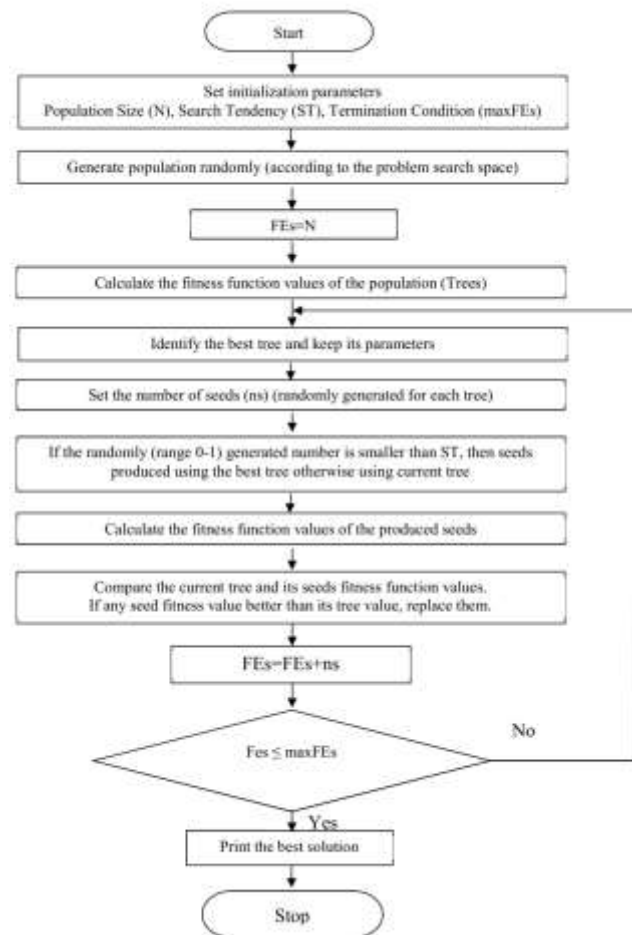 Start
Set initialization parameters
Population Size (N), Search Tendency (ST), Termination Condition (maxFEs)
Generate population randomly (according to the problem search space)
FEs=N
Calculate the fitness function values of the population (Trees)
Identify the best tree and keep its parameters
Set the number of seeds (ns) (randomly generated for each tree)
If the randomly (range 0-1) generated number is smaller than ST, then seeds
produced using the best tree otherwise using current tree
Calculate the fitness function values of the produced seeds
Compare the current tree and its seeds fitness function values.
If any seed fitness value better than its tree value, replace them.
FEs=FEs+ns
No
Fes ≤ maxFEs
Yes
Print the best solution
Stop